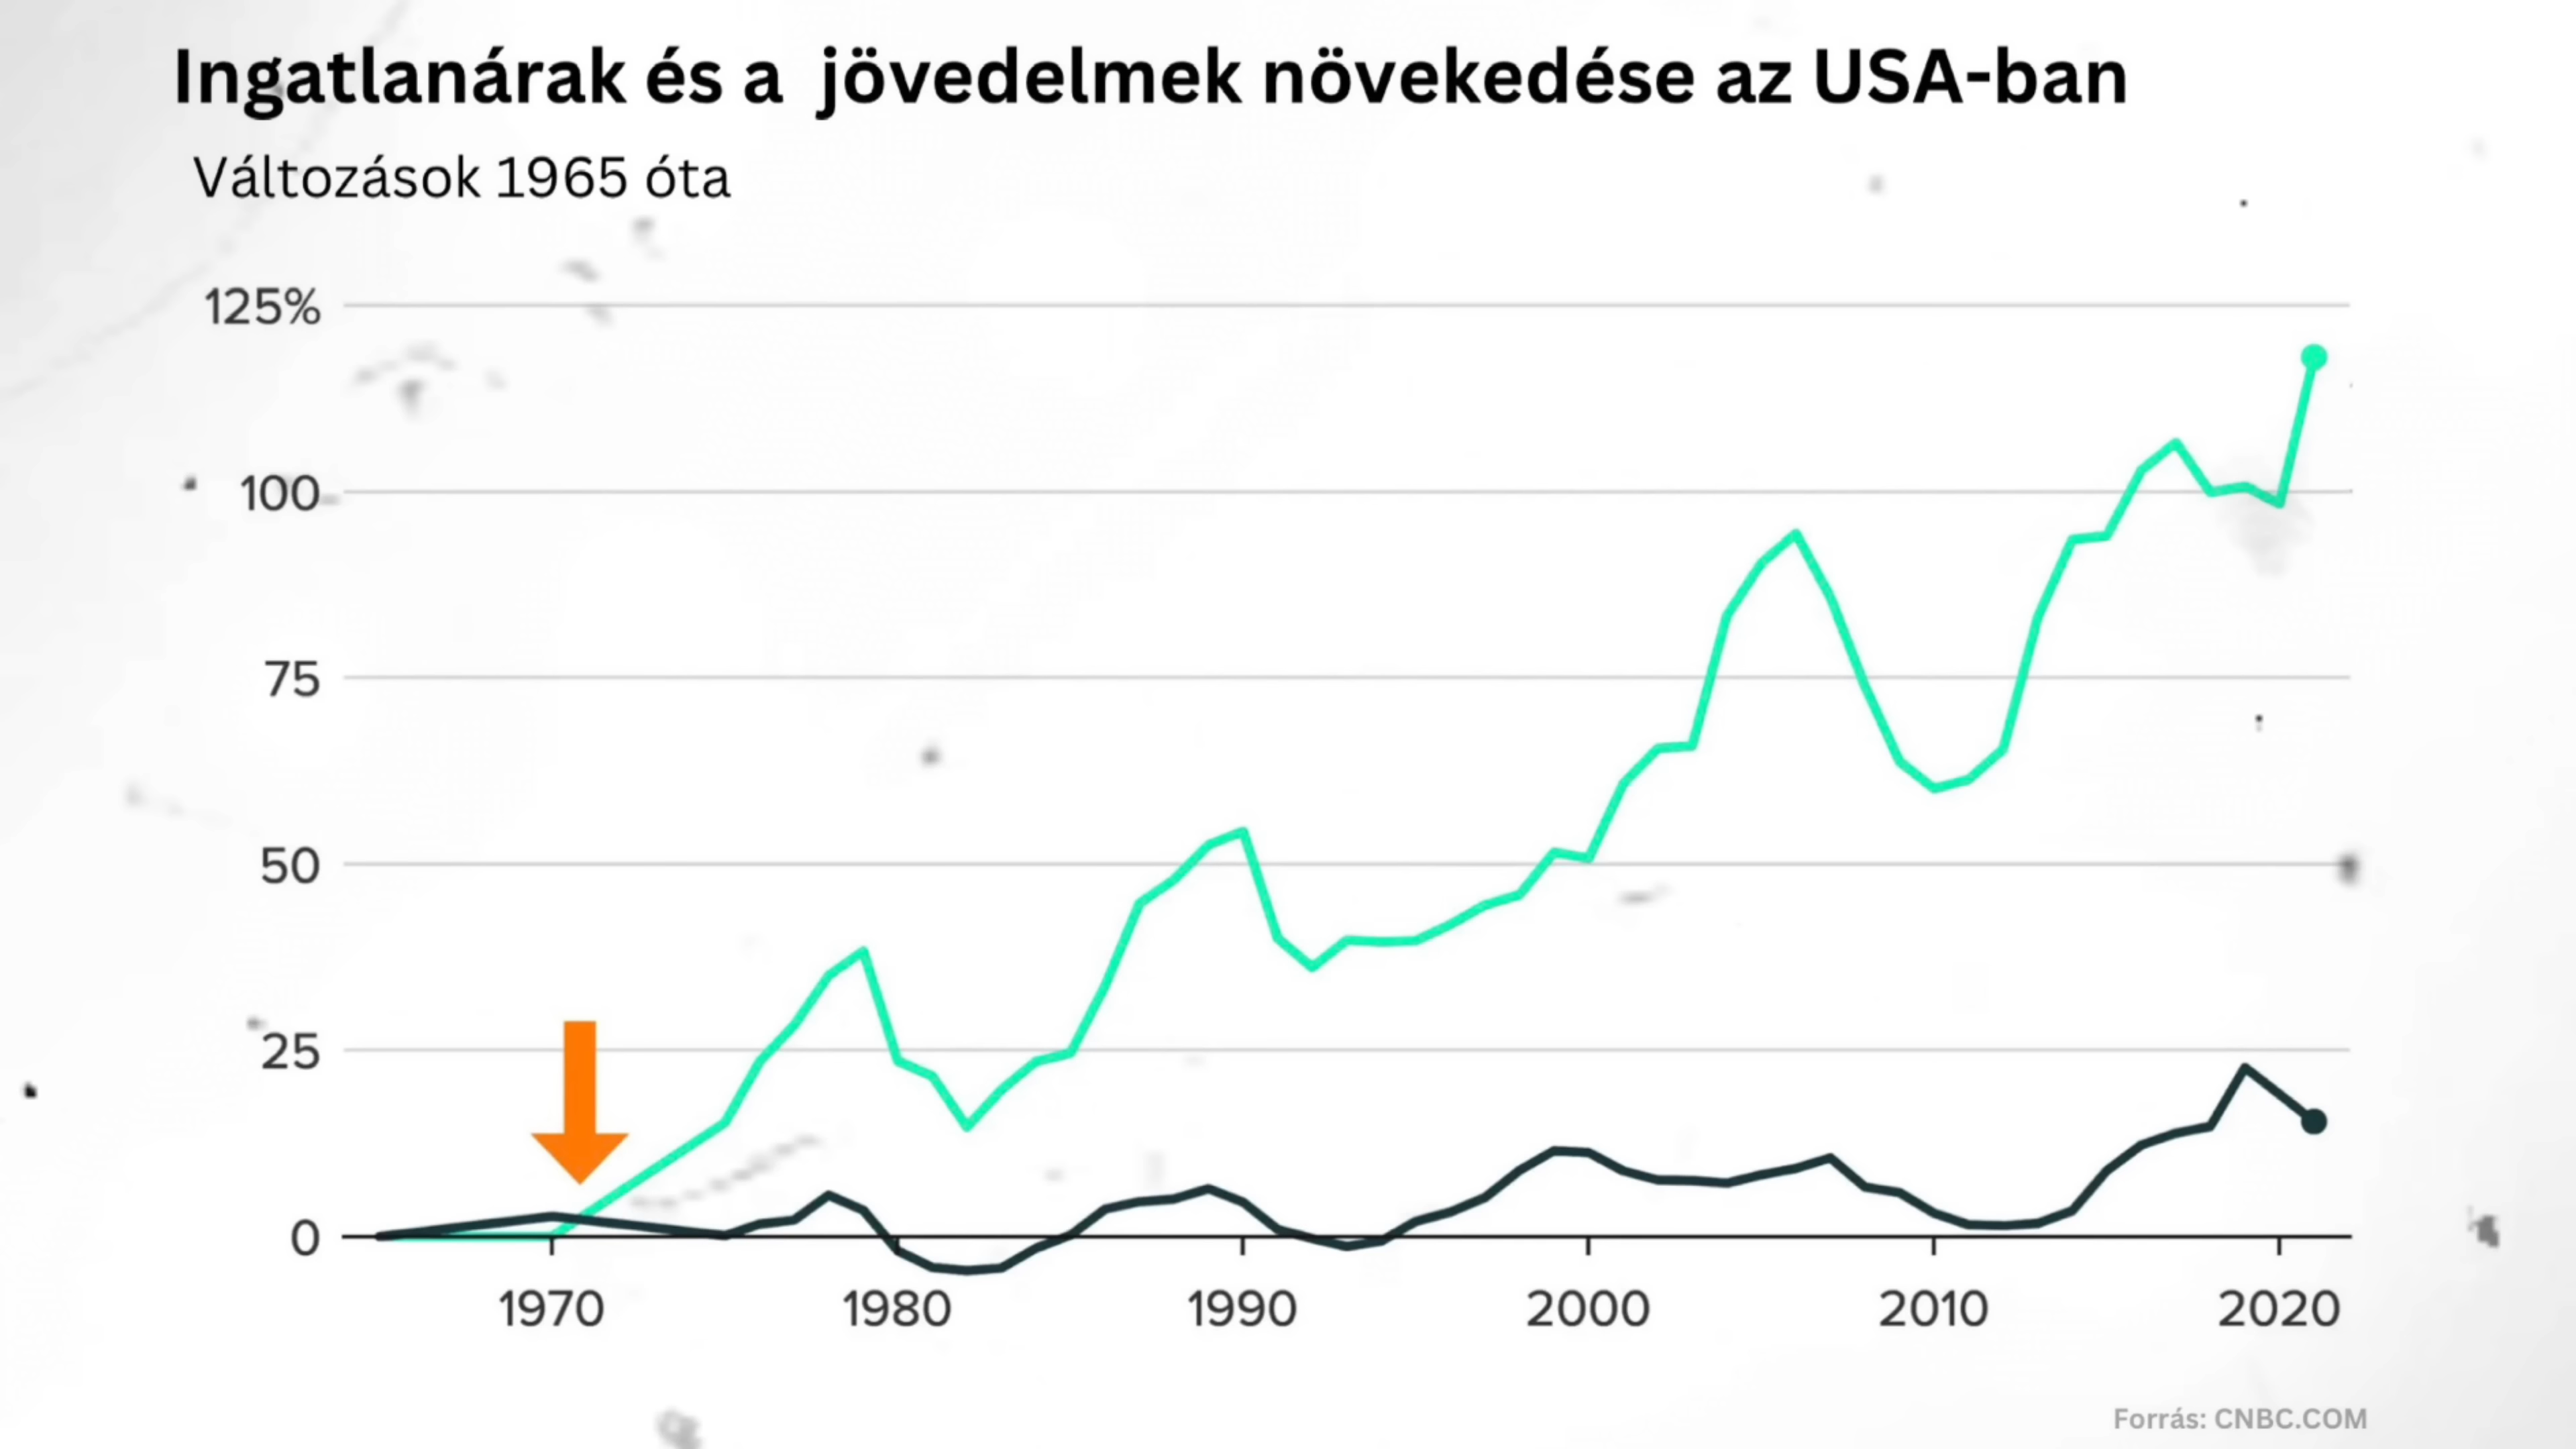 Ingatlanárak és a jövedelmek növekedése az USA-ban
Változások 1965 óta
125%
100
75
50
25
0
1970 1980 1990 2000 2010 2020
Forrás: CNBC.COM